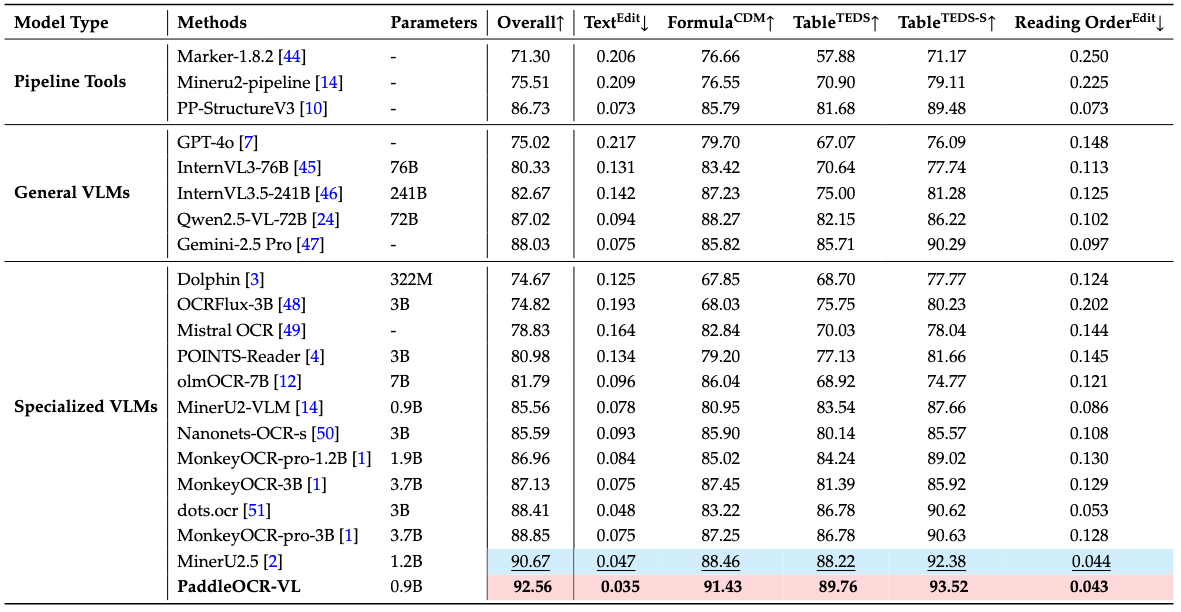 Model Type Methods Parameters Overall↑ Text^Edit↓ Formula^CDM↑ Table^TEDS↑ Table^TEDS-S↑ Reading Order^Edit↓
Pipeline Tools
Marker-1.8.2 [44] - 71.30 0.206 76.66 57.88 71.17 0.250
Mineru2-pipeline [14] - 75.51 0.209 76.55 70.90 79.11 0.225
PP-StructureV3 [10] - 86.73 0.073 85.79 81.68 89.48 0.073
General VLMs
GPT-4o [7] - 75.02 0.217 79.70 67.07 76.09 0.148
InternVL3-76B [45] 76B 80.33 0.131 83.42 70.64 77.74 0.113
InternVL3.5-241B [46] 241B 82.67 0.142 87.23 75.00 81.28 0.125
Qwen2.5-VL-72B [24] 72B 87.02 0.094 88.27 82.15 86.22 0.102
Gemini-2.5 Pro [47] - 88.03 0.075 85.82 85.71 90.29 0.097
Specialized VLMs
Dolphin [3] 322M 74.67 0.125 67.85 68.70 77.77 0.124
OCRFlux-3B [48] 3B 74.82 0.193 68.03 75.75 80.23 0.202
Mistral OCR [49] - 78.83 0.164 82.84 70.03 78.04 0.144
POINTS-Reader [4] 3B 80.98 0.134 79.20 77.13 81.66 0.145
olmOCR-7B [12] 7B 81.79 0.096 86.04 68.92 74.77 0.121
MinerU2-VLM [14] 0.9B 85.56 0.078 80.95 83.54 87.66 0.086
Nanonets-OCR-s [50] 3B 85.59 0.093 85.90 80.14 85.57 0.108
MonkeyOCR-pro-1.2B [1] 1.9B 86.96 0.084 85.02 84.24 89.02 0.130
MonkeyOCR-3B [1] 3.7B 87.13 0.075 87.45 81.39 85.92 0.129
dots.ocr [51] 3B 88.41 0.048 83.22 86.78 90.62 0.053
MonkeyOCR-pro-3B [1] 3.7B 88.85 0.075 87.25 86.78 90.63 0.128
MinerU2.5 [2] 1.2B 90.67 0.047 88.46 88.22 92.38 0.044
PaddleOCR-VL 0.9B 92.56 0.035 91.43 89.76 93.52 0.043